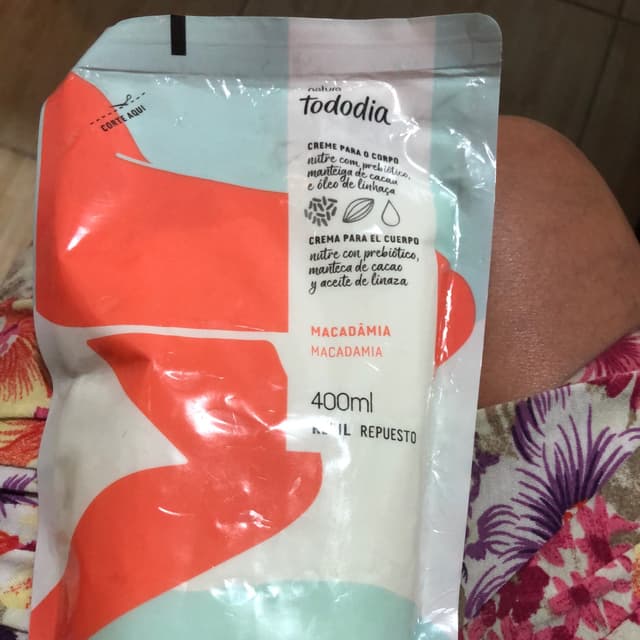 CORTE AQUI
natura
Tododia
CREME PARA O CORPO
nutre com prebiótico,
manteiga de cacau
e óleo de linhaça
CREMA PARA EL CUERPO
nutre con prebiótico,
manteca de cacao
y aceite de linaza
MACADÂMIA
MACADAMIA
400ml
REFIL REPUESTO